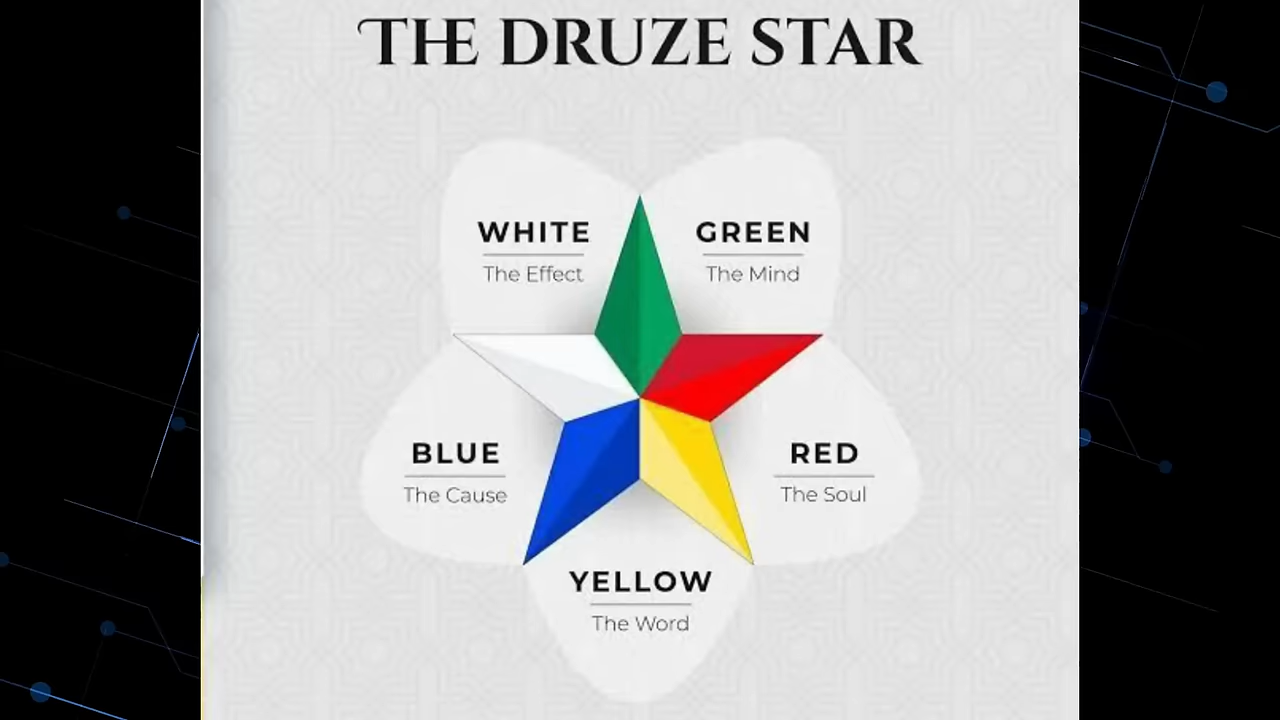 THE DRUZE STAR
WHITE
The Effect
GREEN
The Mind
BLUE
The Cause
RED
The Soul
YELLOW
The Word